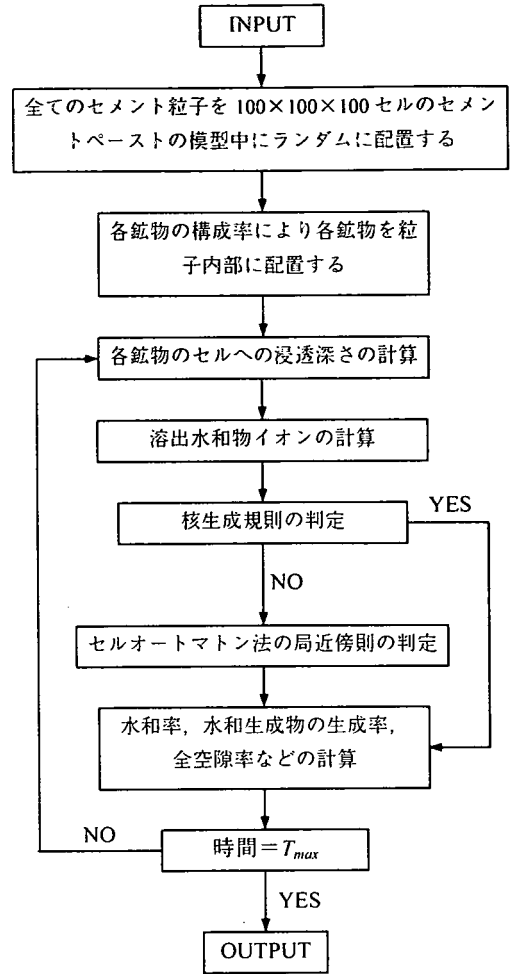 INPUT
全てのセメント粒子を100×100×100セルのセメン
トペーストの模型中にランダムに配置する
各鉱物の構成率により各鉱物を粒
子内部に配置する
各鉱物のセルへの浸透深さの計算
溶出水和物イオンの計算
核生成規則の判定
YES
NO
セルオートマトン法の局近傍則の判定
水和率，水和生成物の生成率，
全空隙率などの計算
NO
時間＝Tmax
YES
OUTPUT